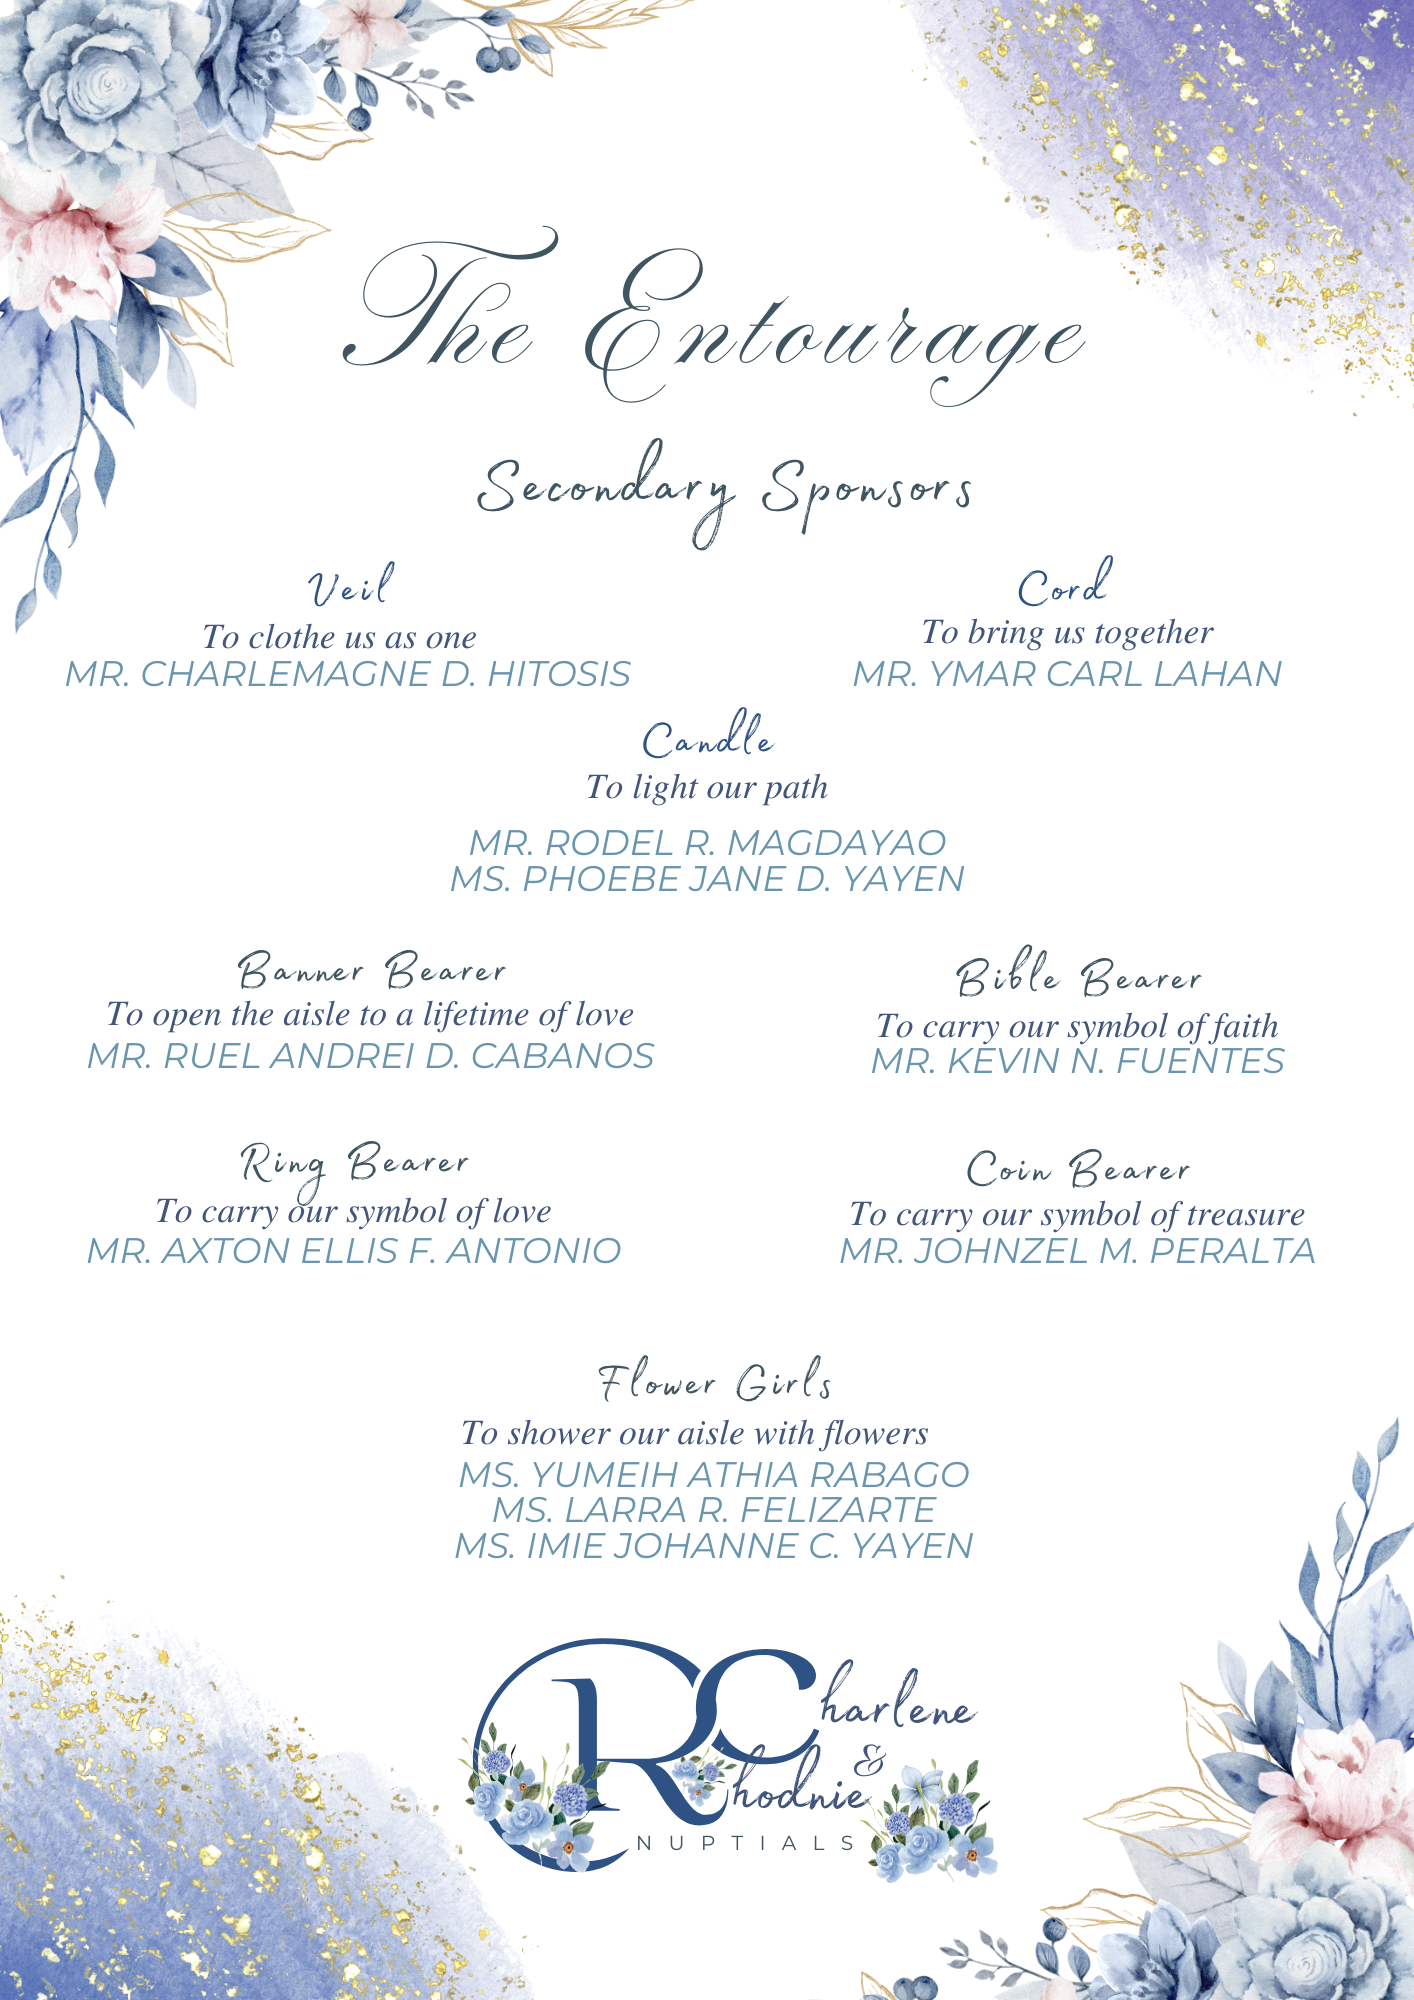 The Entourage
Secondary Sponsors
Veil
To clothe us as one
MR. CHARLEMAGNE D. HITOSIS
Cord
To bring us together
MR. YMAR CARL LAHAN
Candle
To light our path
MR. RODEL R. MAGDAYAO
MS. PHOEBE JANE D. YAYEN
Banner Bearer
To open the aisle to a lifetime of love
MR. RUEL ANDREI D. CABANOS
Bible Bearer
To carry our symbol of faith
MR. KEVIN N. FUENTES
Ring Bearer
To carry our symbol of love
MR. AXTON ELLIS F. ANTONIO
Coin Bearer
To carry our symbol of treasure
MR. JOHNZEL M. PERALTA
Flower Girls
To shower our aisle with flowers
MS. YUMEIH ATHIA RABAGO
MS. LARRA R. FELIZARTE
MS. IMIE JOHANNE C. YAYEN
Charlene
&
Rhodnie
NUPTIALS